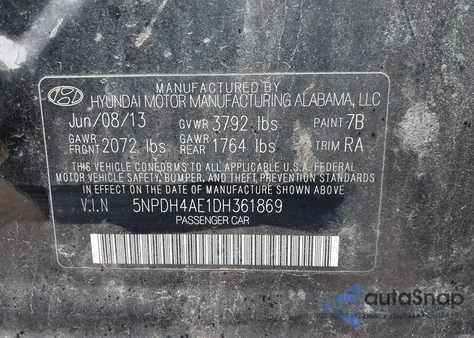 MANUFACTURED BY
HYUNDAI MOTOR MANUFACTURING ALABAMA, LLC
Jun/08/13 GVWR 3792 lbs PAINT 7B
GAWR FRONT 2072 lbs GAWR REAR 1764 lbs TRIM RA
THIS VEHICLE CONFORMS TO ALL APPLICABLE U.S.A. FEDERAL
MOTOR VEHICLE SAFETY, BUMPER, AND THEFT PREVENTION
STANDARDS IN EFFECT ON THE DATE OF MANUFACTURE SHOWN ABOVE
V.I.N 5NPDH4AE1DH361869
PASSENGER CAR
autoSnap